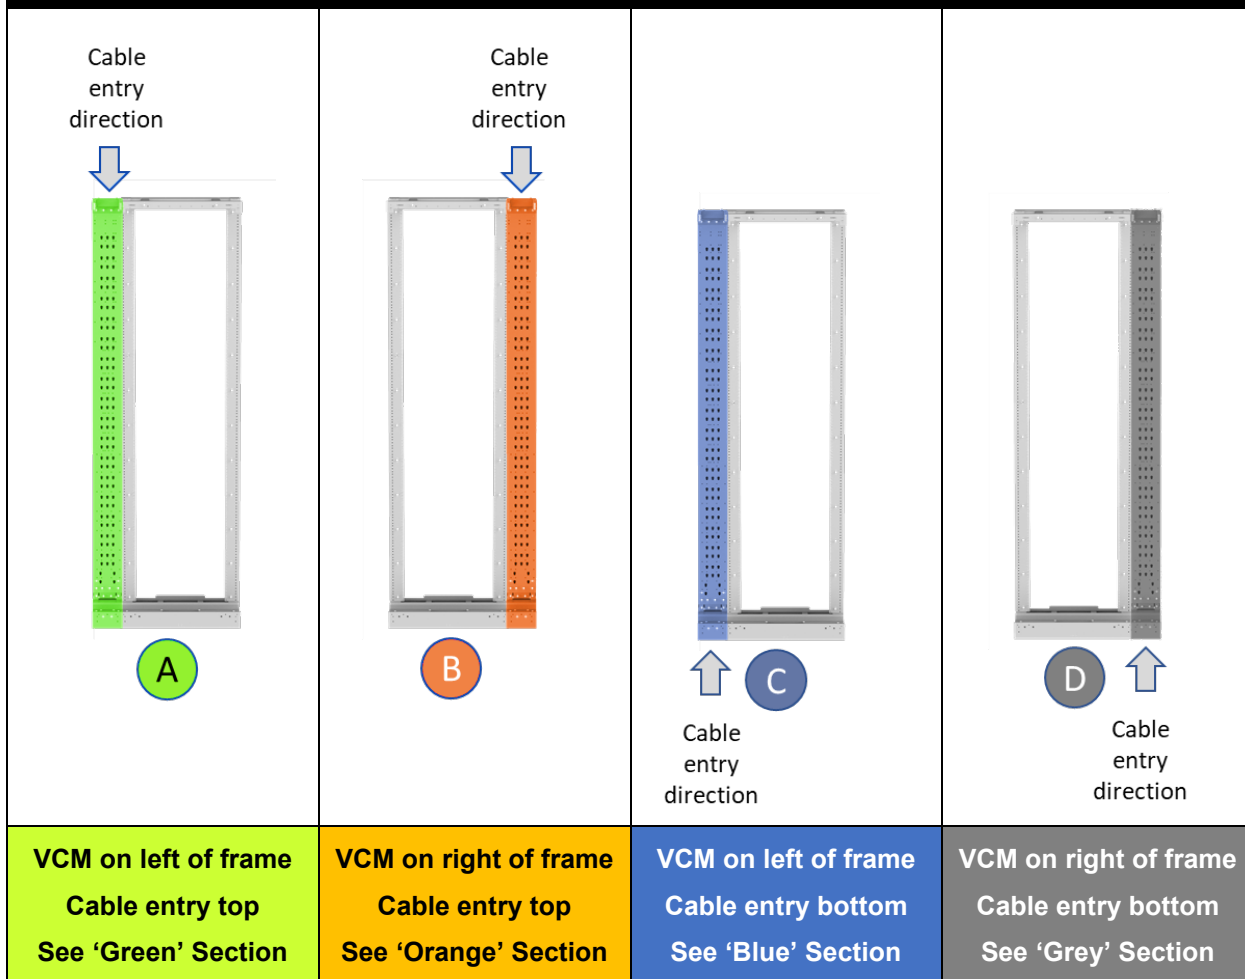 Cable
entry
direction
A
VCM on left of frame
Cable entry top
See ‘Green’ Section
Cable
entry
direction
B
VCM on right of frame
Cable entry top
See ‘Orange’ Section
C
Cable
entry
direction
VCM on left of frame
Cable entry bottom
See ‘Blue’ Section
D
Cable
entry
direction
VCM on right of frame
Cable entry bottom
See ‘Grey’ Section